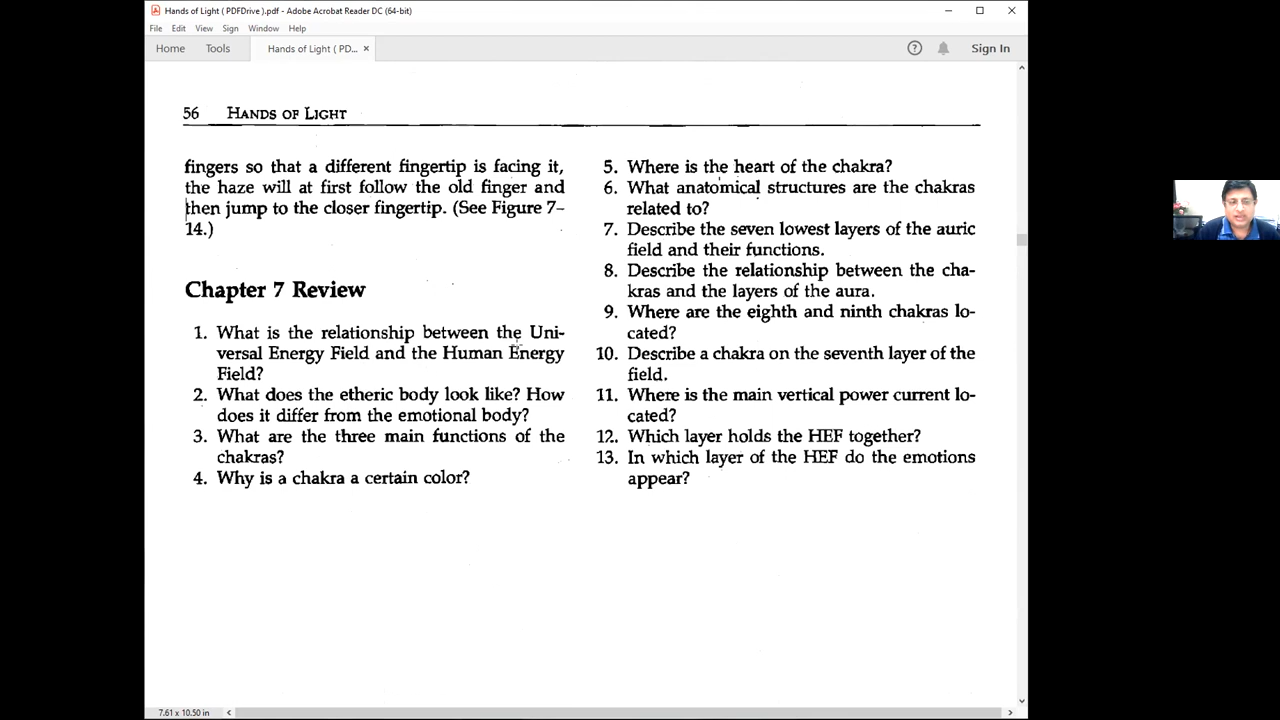 Hands of Light ( PDFDrive ).pdf - Adobe Acrobat Reader DC (64-bit)
File Edit View Sign Window Help
Home Tools Hands of Light ( PD... × Sign In
56 HANDS OF LIGHT
fingers so that a different fingertip is facing it,
the haze will at first follow the old finger and
then jump to the closer fingertip. (See Figure 7–
14.)
Chapter 7 Review
1. What is the relationship between the Uni-
versal Energy Field and the Human Energy
Field?
2. What does the etheric body look like? How
does it differ from the emotional body?
3. What are the three main functions of the
chakras?
4. Why is a chakra a certain color?
5. Where is the heart of the chakra?
6. What anatomical structures are the chakras
related to?
7. Describe the seven lowest layers of the auric
field and their functions.
8. Describe the relationship between the cha-
kras and the layers of the aura.
9. Where are the eighth and ninth chakras lo-
cated?
10. Describe a chakra on the seventh layer of the
field.
11. Where is the main vertical power current lo-
cated?
12. Which layer holds the HEF together?
13. In which layer of the HEF do the emotions
appear?
7.61 x 10.50 in